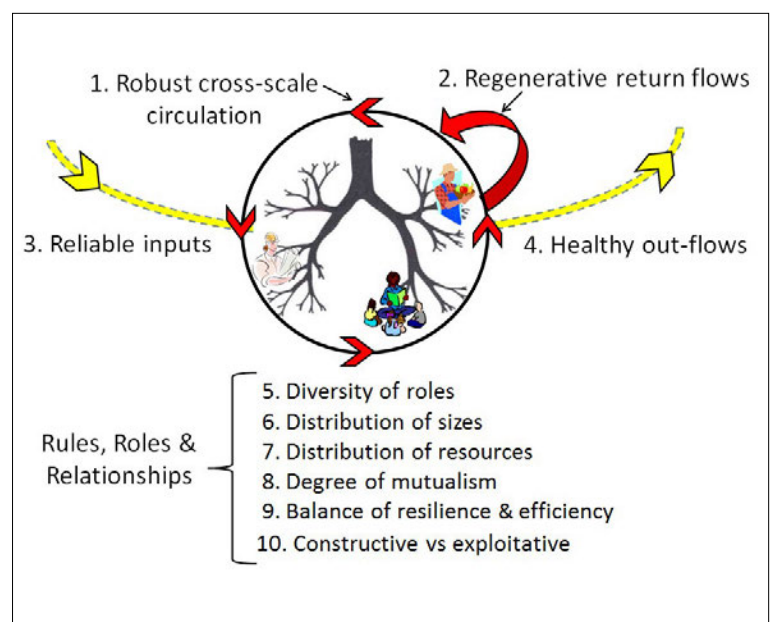 1. Robust cross-scale
circulation
2. Regenerative return flows
3. Reliable inputs
4. Healthy out-flows
Rules, Roles &
Relationships
5. Diversity of roles
6. Distribution of sizes
7. Distribution of resources
8. Degree of mutualism
9. Balance of resilience & efficiency
10. Constructive vs exploitative